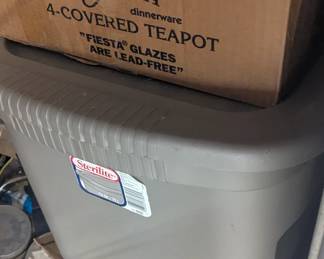 dinnerware
4-COVERED TEAPOT
"FIESTA® GLAZES
ARE LEAD-FREE"
Sterilite